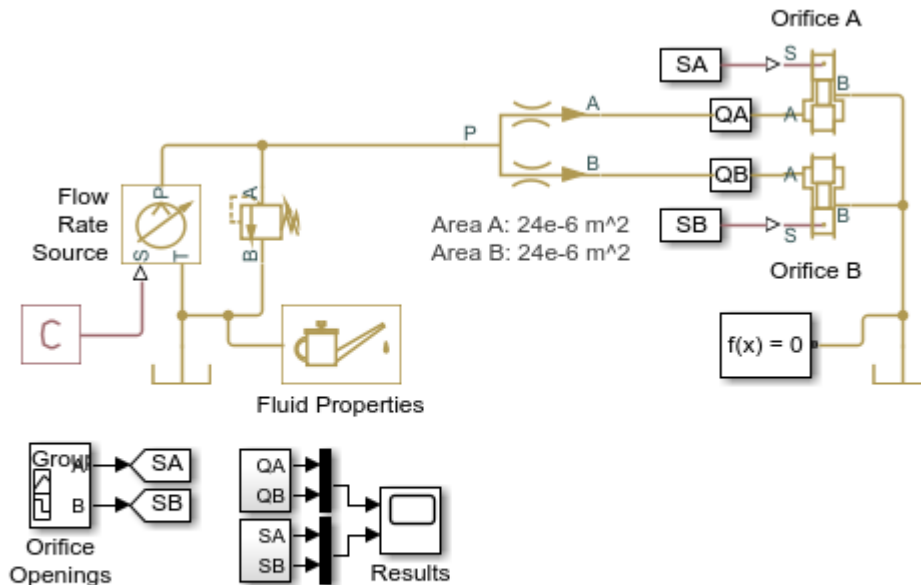 Orifice A
SA
S
B
A
QA
A
P
B
QB
A
B
SB
S
Orifice B
Area A: 24e-6 m^2
Area B: 24e-6 m^2
Flow
Rate
Source
P
S
T
A
B
C
f(x) = 0
Fluid Properties
Group
A
SA
B
SB
Orifice
Openings
QA
QB
SA
SB
Results